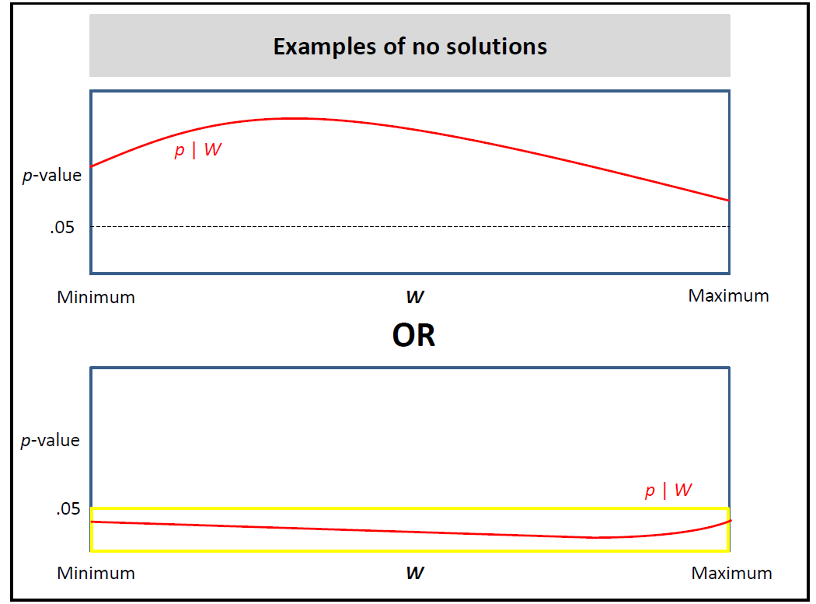 Examples of no solutions
p | W
p-value
.05
Minimum W Maximum
OR
p-value
p | W
.05
Minimum W Maximum